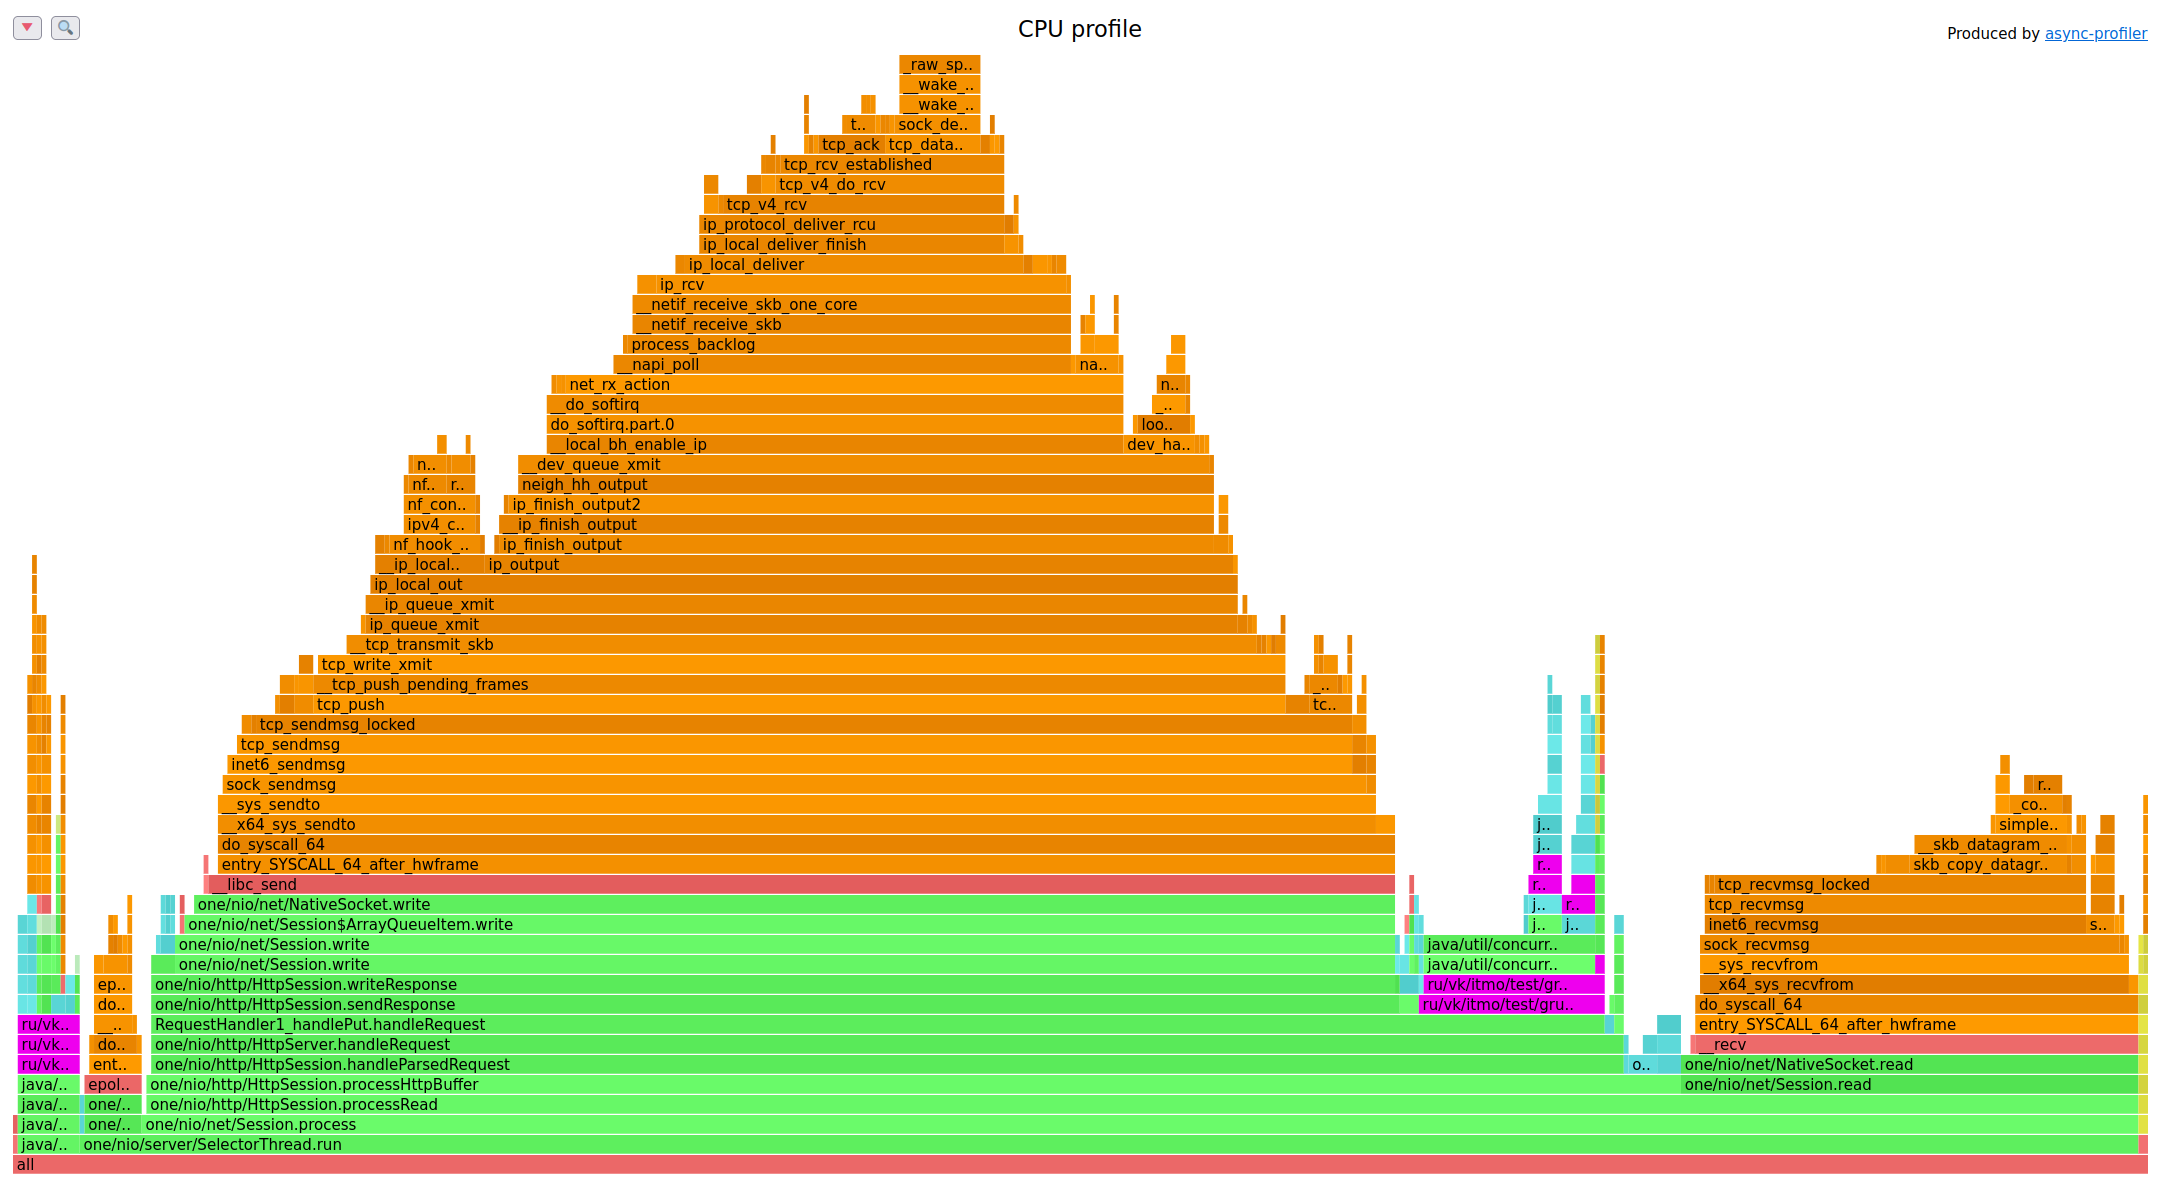 CPU profile
Produced by async-profiler
_raw_sp..
__wake_..
__wake_..
t.. sock_de..
tcp_ack tcp_data..
tcp_rcv_established
tcp_v4_do_rcv
tcp_v4_rcv
ip_protocol_deliver_rcu
ip_local_deliver_finish
ip_local_deliver
ip_rcv
__netif_receive_skb_one_core
__netif_receive_skb
process_backlog
__napi_poll na..
net_rx_action n..
__do_softirq _..
do_softirq.part.0 loo..
__local_bh_enable_ip dev_ha..
n.. __dev_queue_xmit
nf.. r.. neigh_hh_output
nf_con.. ip_finish_output2
ipv4_c.. __ip_finish_output
nf_hook_.. ip_finish_output
__ip_local.. ip_output
ip_local_out
__ip_queue_xmit
ip_queue_xmit
__tcp_transmit_skb
tcp_write_xmit
__tcp_push_pending_frames _..
tcp_push tc..
tcp_sendmsg_locked
tcp_sendmsg
inet6_sendmsg
sock_sendmsg r..
__sys_sendto _co..
__x64_sys_sendto j.. simple..
do_syscall_64 j.. __skb_datagram_..
entry_SYSCALL_64_after_hwframe r.. skb_copy_datagr..
__libc_send r.. tcp_recvmsg_locked
one/nio/net/NativeSocket.write j.. r.. tcp_recvmsg
one/nio/net/Session$ArrayQueueItem.write j.. j.. inet6_recvmsg s..
one/nio/net/Session.write java/util/concurr.. sock_recvmsg
one/nio/net/Session.write java/util/concurr.. __sys_recvfrom
ep.. one/nio/http/HttpSession.writeResponse ru/vk/itmo/test/gr.. __x64_sys_recvfrom
do.. one/nio/http/HttpSession.sendResponse ru/vk/itmo/test/gru.. do_syscall_64
ru/vk.. __.. RequestHandler1_handlePut.handleRequest entry_SYSCALL_64_after_hwframe
ru/vk.. do.. one/nio/http/HttpServer.handleRequest __recv
ru/vk.. ent.. one/nio/http/HttpSession.handleParsedRequest o.. one/nio/net/NativeSocket.read
java/.. epol.. one/nio/http/HttpSession.processHttpBuffer one/nio/net/Session.read
java/.. one/.. one/nio/http/HttpSession.processRead
java/.. one/.. one/nio/net/Session.process
java/.. one/nio/server/SelectorThread.run
all